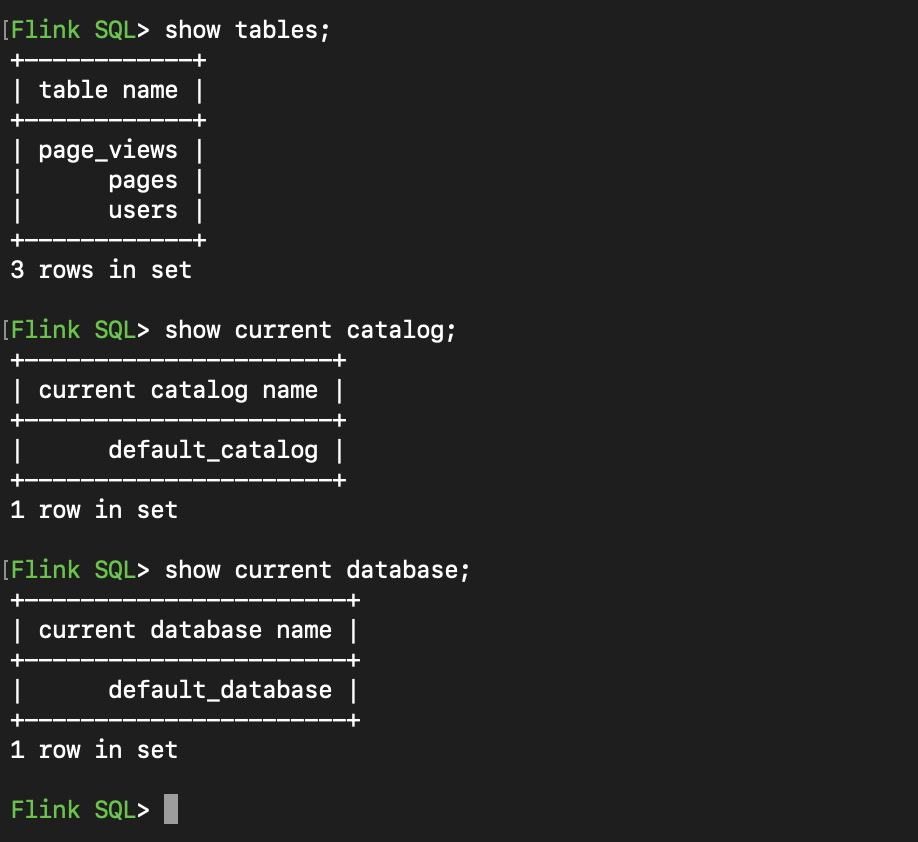 [Flink SQL> show tables;
+------------+
| table name |
+------------+
| page_views |
|      pages |
|      users |
+------------+
3 rows in set
[Flink SQL> show current catalog;
+----------------------+
| current catalog name |
+----------------------+
|      default_catalog |
+----------------------+
1 row in set
[Flink SQL> show current database;
+-----------------------+
| current database name |
+-----------------------+
|      default_database |
+-----------------------+
1 row in set
Flink SQL>